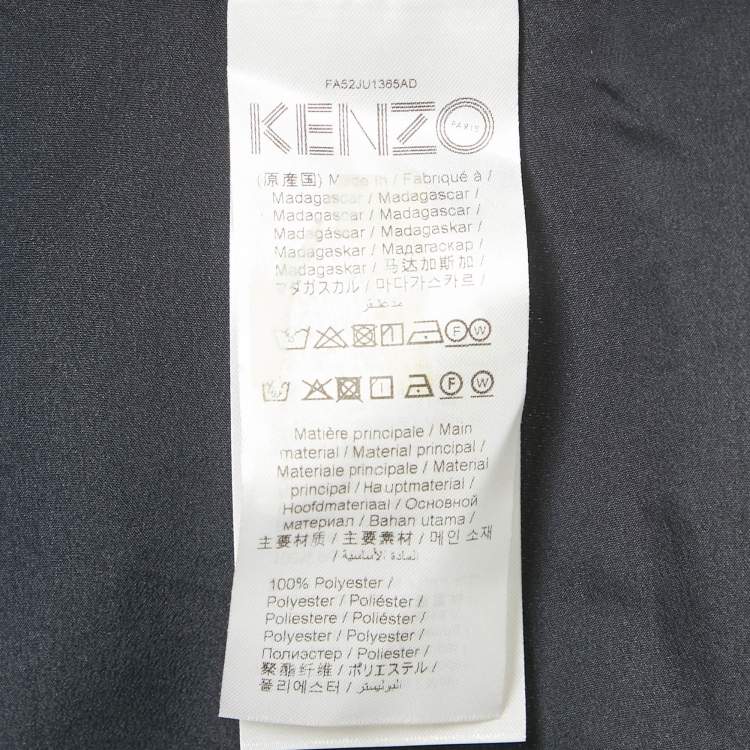 FA52JU1365AD
KENZO
PARIS
(原産国) Made in / Fabriqué à /
Madagascar / Madagascar /
Madagascar / Madagascar /
Madagáscar / Madagaskar /
Madagaskar / Мадагаскар /
Madagaskar / 马达加斯加 /
マダガスカル / 마다가스카르 /
مدغشقر
F W
F W
Matière principale / Main
material / Material principal /
Materiale principale / Material
principal / Hauptmaterial /
Hoofdmateriaal / Основной
материал / Bahan utama /
主要材质 / 主要素材 / 메인 소재
/ المادة الأساسية
100% Polyester /
Polyester / Poliéster /
Poliestere / Poliéster /
Polyester / Polyester /
Полиэстер / Poliester /
聚酯纤维 / ポリエステル /
폴리에스터 / البوليستر